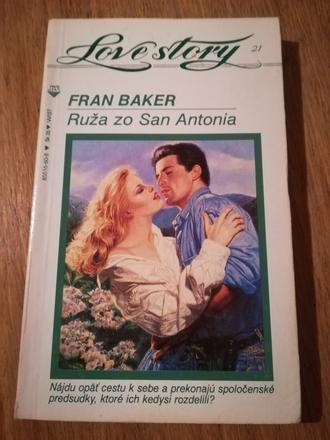 Love story 21
FRAN BAKER
Ruža zo San Antonia
Nájdu opäť cestu k sebe a prekonajú spoločenské
predsudky, ktoré ich kedysi rozdelili?